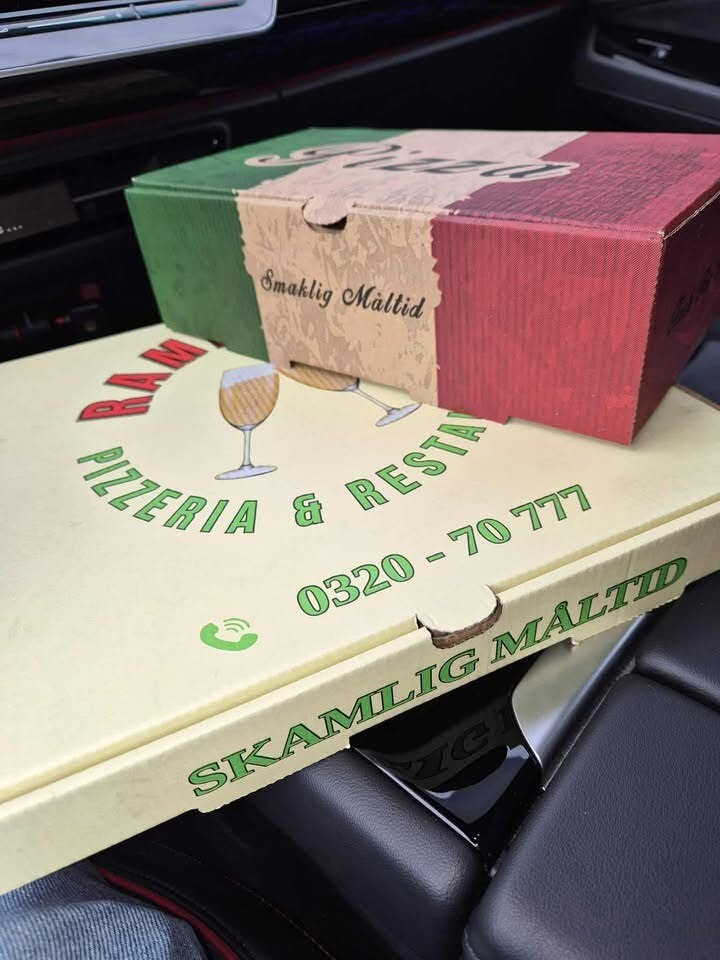 Pizza
Smaklig Måltid
RAM
PIZZERIA & RESTA
0320 - 70 777
SKAMLIG MÅLTID